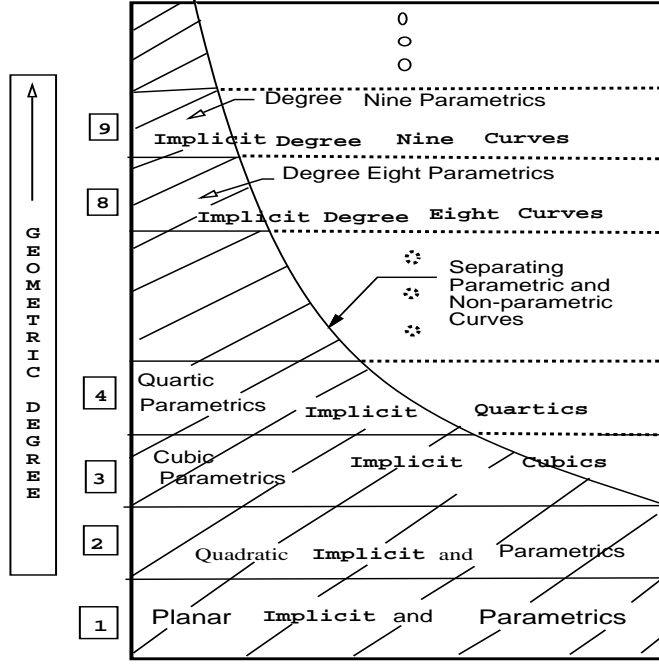 Degree Nine Parametrics
9
Implicit Degree Nine Curves
Degree Eight Parametrics
8
Implicit Degree Eight Curves
Separating
Parametric and
Non-parametric
Curves
GEOMETRIC DEGREE
Quartic
4
Parametrics
Implicit Quartics
Cubic
Implicit Cubics
3
Parametrics
2
Quadratic Implicit and Parametrics
1
Planar Implicit and Parametrics